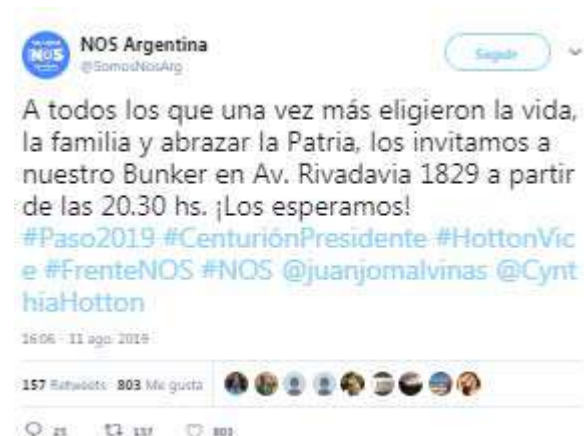 NOS
NOS Argentina
@SomosNosArg
Seguir
A todos los que una vez más eligieron la vida,
la familia y abrazar la Patria, los invitamos a
nuestro Bunker en Av. Rivadavia 1829 a partir
de las 20.30 hs. ¡Los esperamos!
#Paso2019 #CenturiónPresidente #HottonVic
e #FrenteNOS #NOS @juanjomalvinas @Cynt
hiaHotton
16:06 - 11 ago. 2019
157 Retweets 803 Me gusta
25 157 803